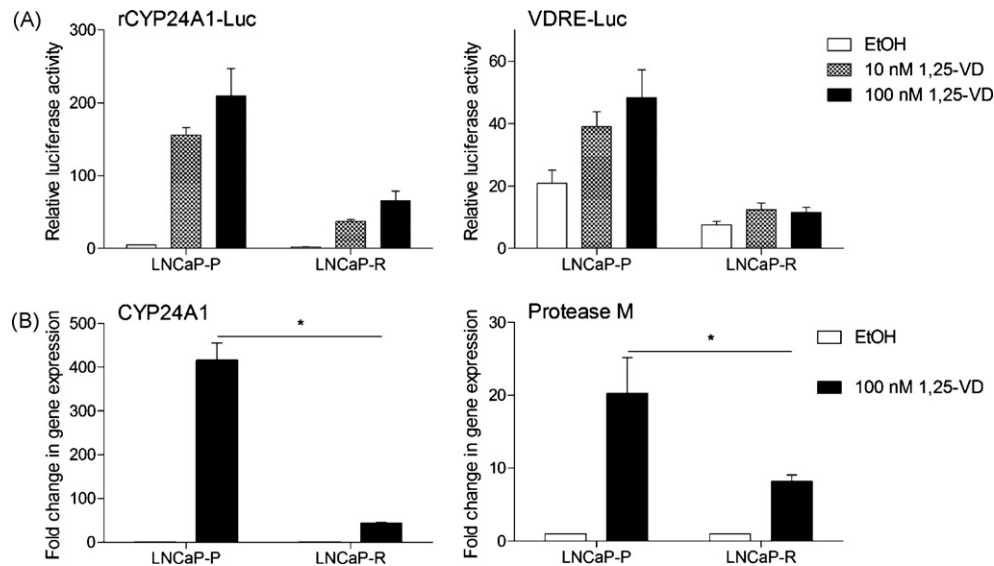 (A)
rCYP24A1-Luc
Relative luciferase activity
300
200
100
0
LNCaP-P
LNCaP-R
VDRE-Luc
Relative luciferase activity
60
40
20
0
LNCaP-P
LNCaP-R
EtOH
10 nM 1,25-VD
100 nM 1,25-VD
(B)
CYP24A1
Fold change in gene expression
500
400
300
200
100
0
*
LNCaP-P
LNCaP-R
Protease M
Fold change in gene expression
30
20
10
0
*
LNCaP-P
LNCaP-R
EtOH
100 nM 1,25-VD